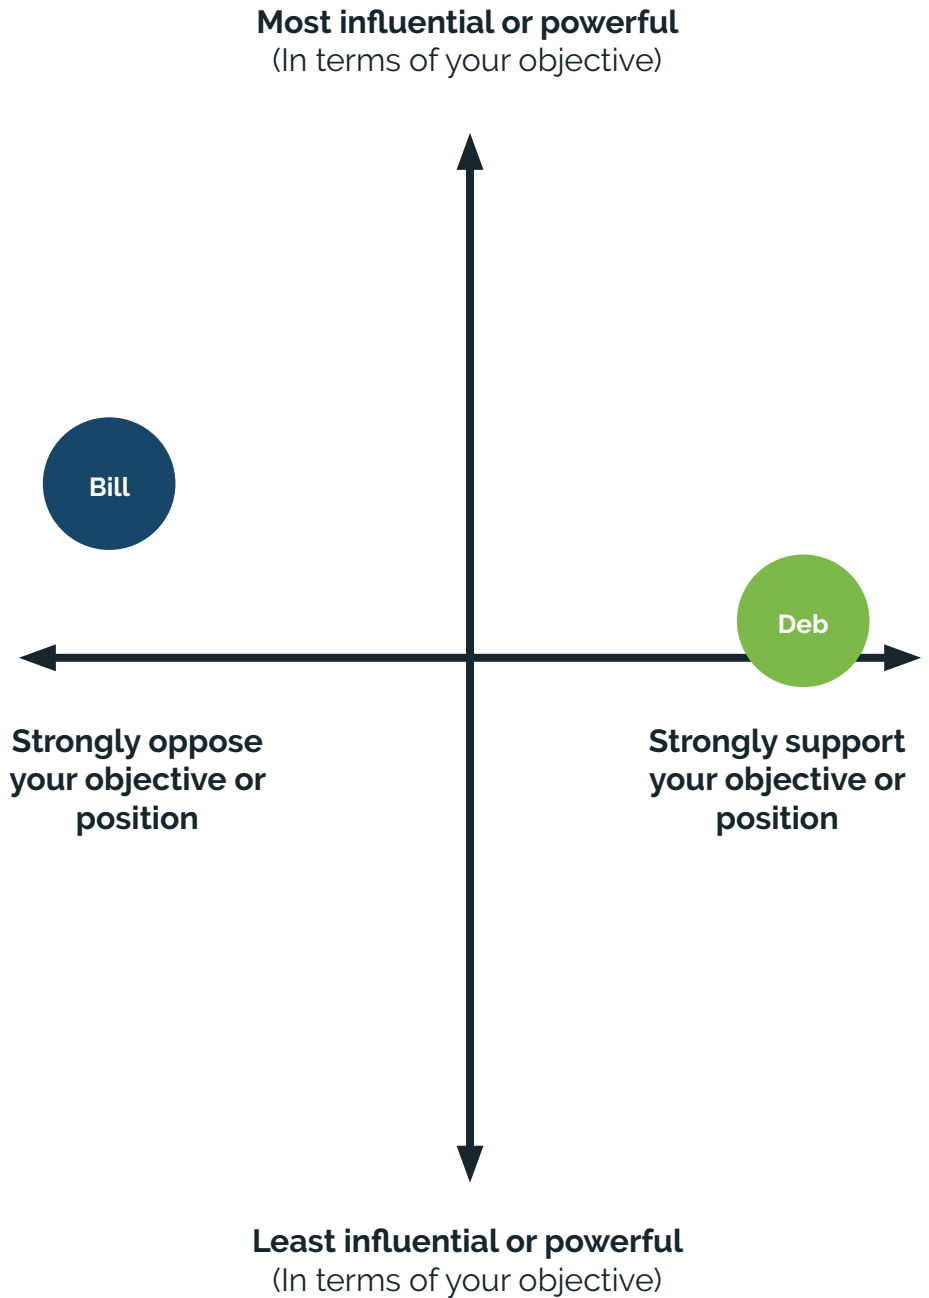 Most influential or powerful
(In terms of your objective)
Bill
Deb
Strongly oppose
your objective or
position
Strongly support
your objective or
position
Least influential or powerful
(In terms of your objective)